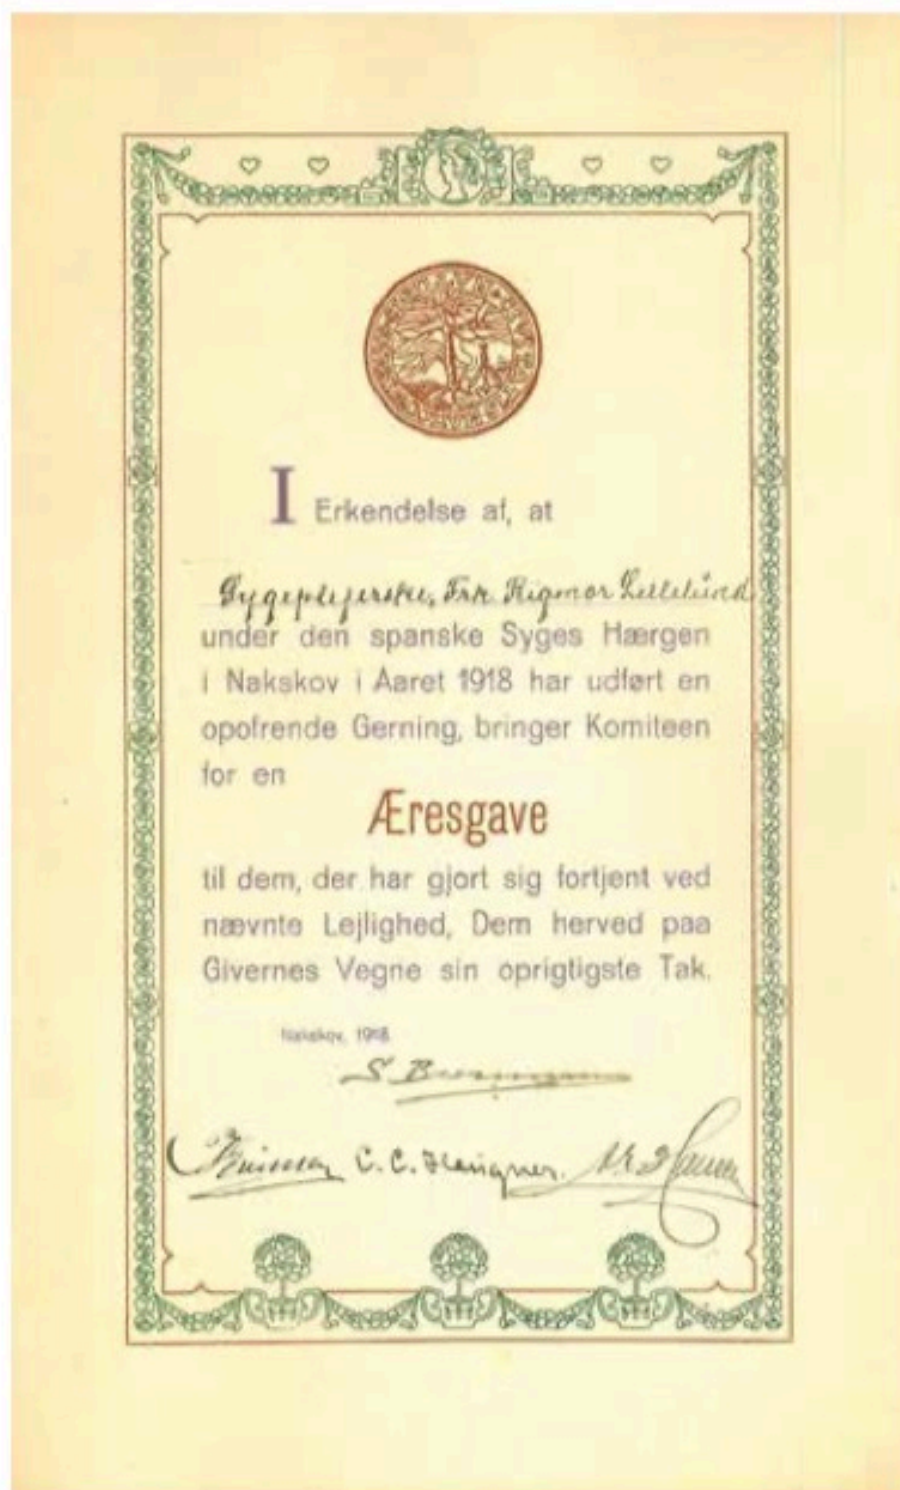 I Erkendelse af, at
Sygeplejerske, Frk. Rigmor Lillelund
under den spanske Syges Hærgen
i Nakskov i Aaret 1918 har udført en
opofrende Gerning, bringer Komiteen
for en
Æresgave
til dem, der har gjort sig fortjent ved
nævnte Lejlighed, Dem herved paa
Givernes Vegne sin oprigtigste Tak.
Nakskov, 1918
S
C. C.